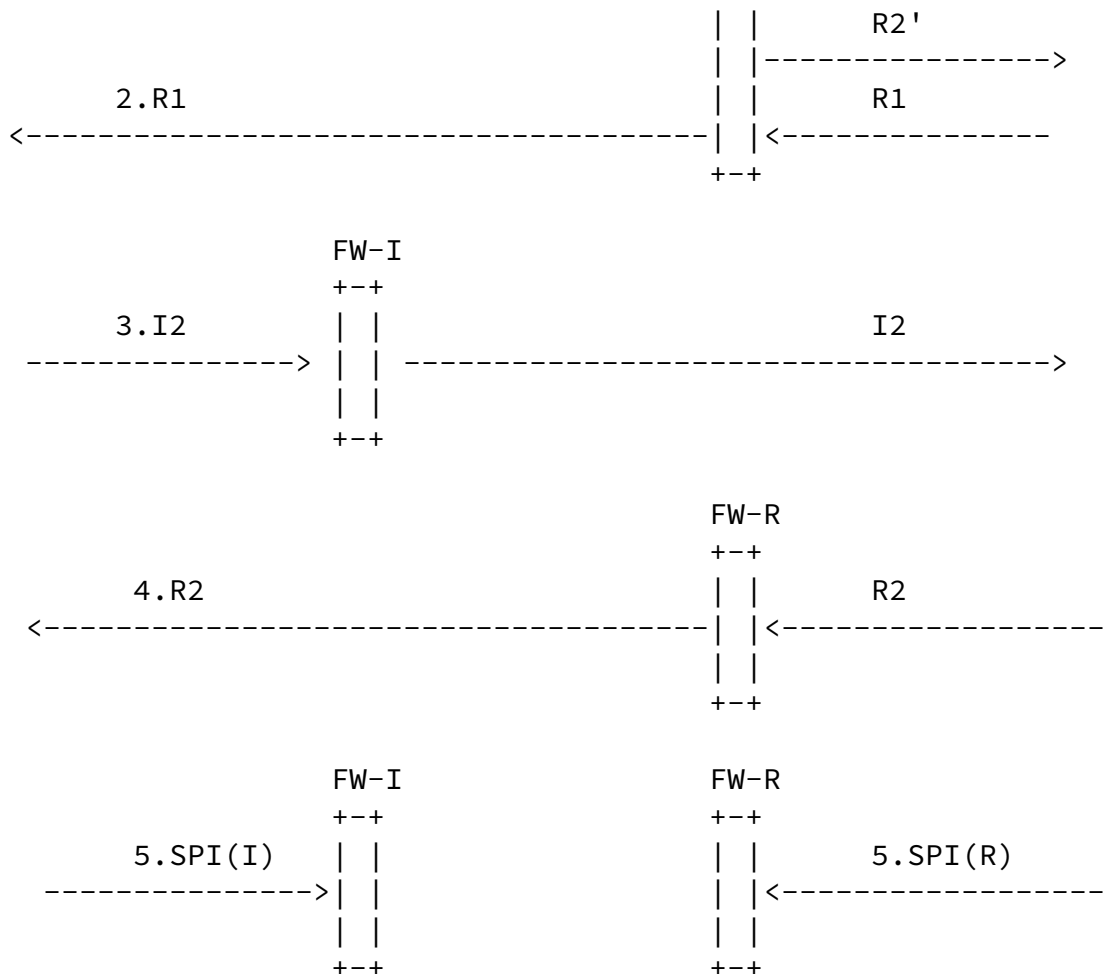 R2'
2.R1 R1
FW-I
3.I2 I2
FW-R
4.R2 R2
FW-I FW-R
5.SPI(I) 5.SPI(R)